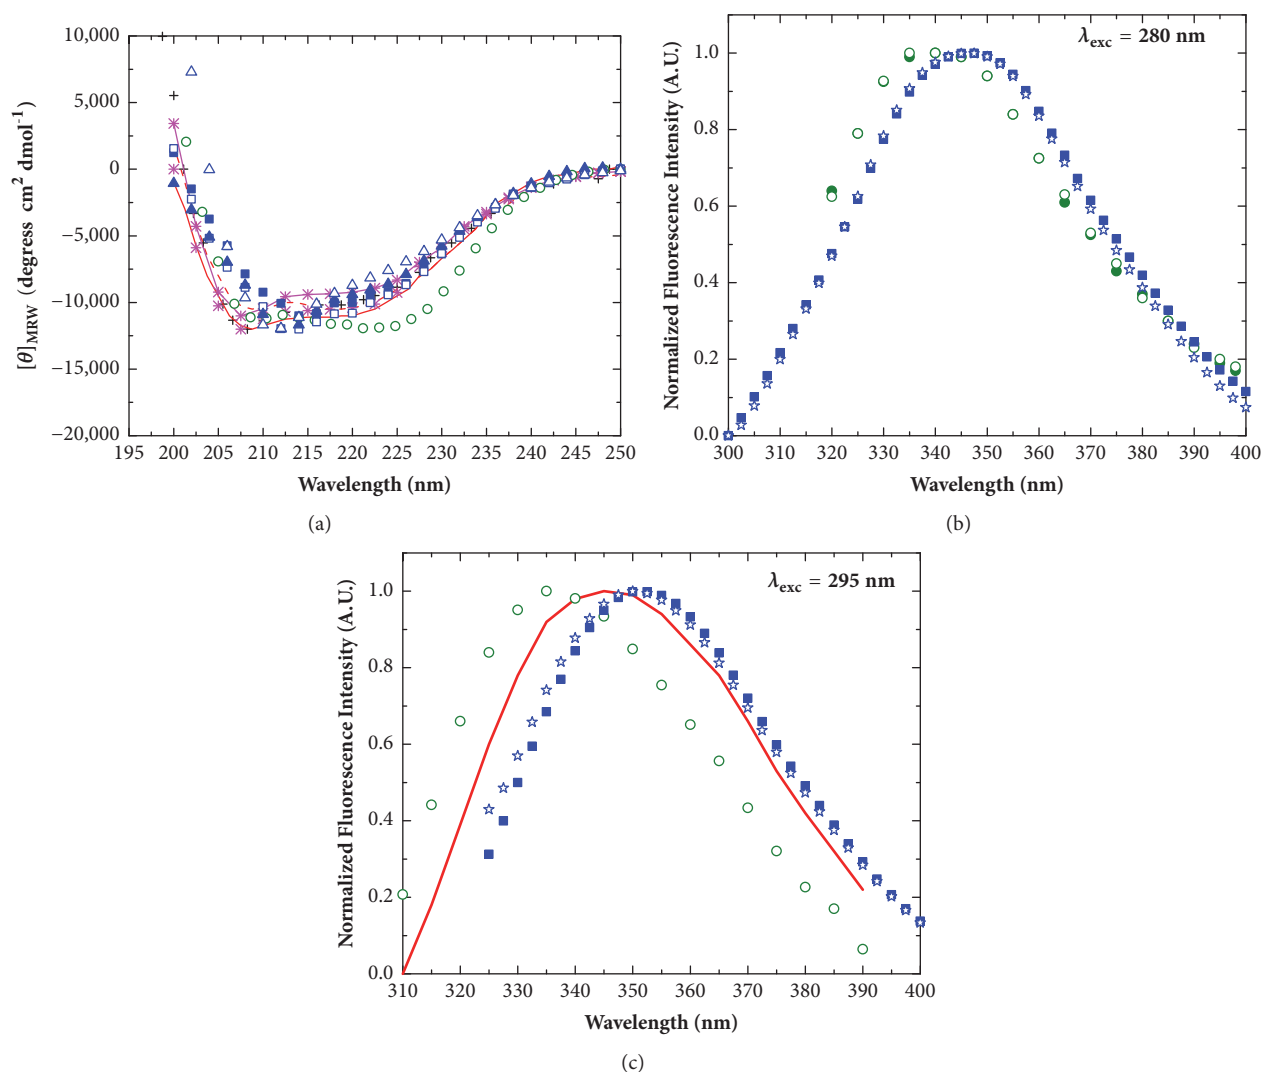 10,000
5,000
0
−5,000
−10,000
−15,000
−20,000
[θ]MRW (degress cm² dmol⁻¹)
195 200 205 210 215 220 225 230 235 240 245 250
Wavelength (nm)
(a)
λexc = 280 nm
1.0
0.8
0.6
0.4
0.2
0.0
Normalized Fluorescence Intensity (A.U.)
300 310 320 330 340 350 360 370 380 390 400
Wavelength (nm)
(b)
λexc = 295 nm
1.0
0.8
0.6
0.4
0.2
0.0
Normalized Fluorescence Intensity (A.U.)
310 320 330 340 350 360 370 380 390 400
Wavelength (nm)
(c)